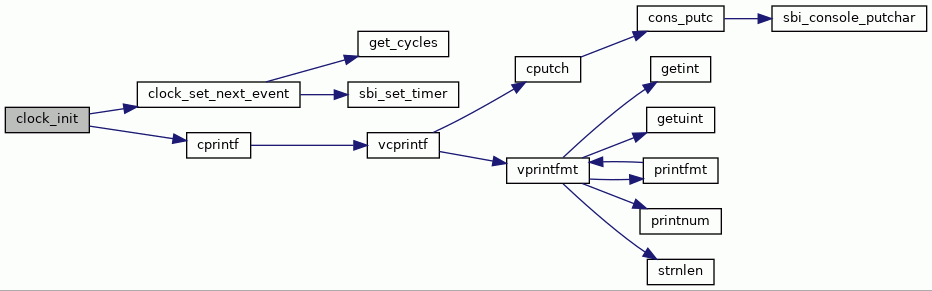 clock_init
clock_set_next_event
cprintf
get_cycles
sbi_set_timer
vcprintf
cputch
vprintfmt
cons_putc
sbi_console_putchar
getint
getuint
printfmt
printnum
strnlen